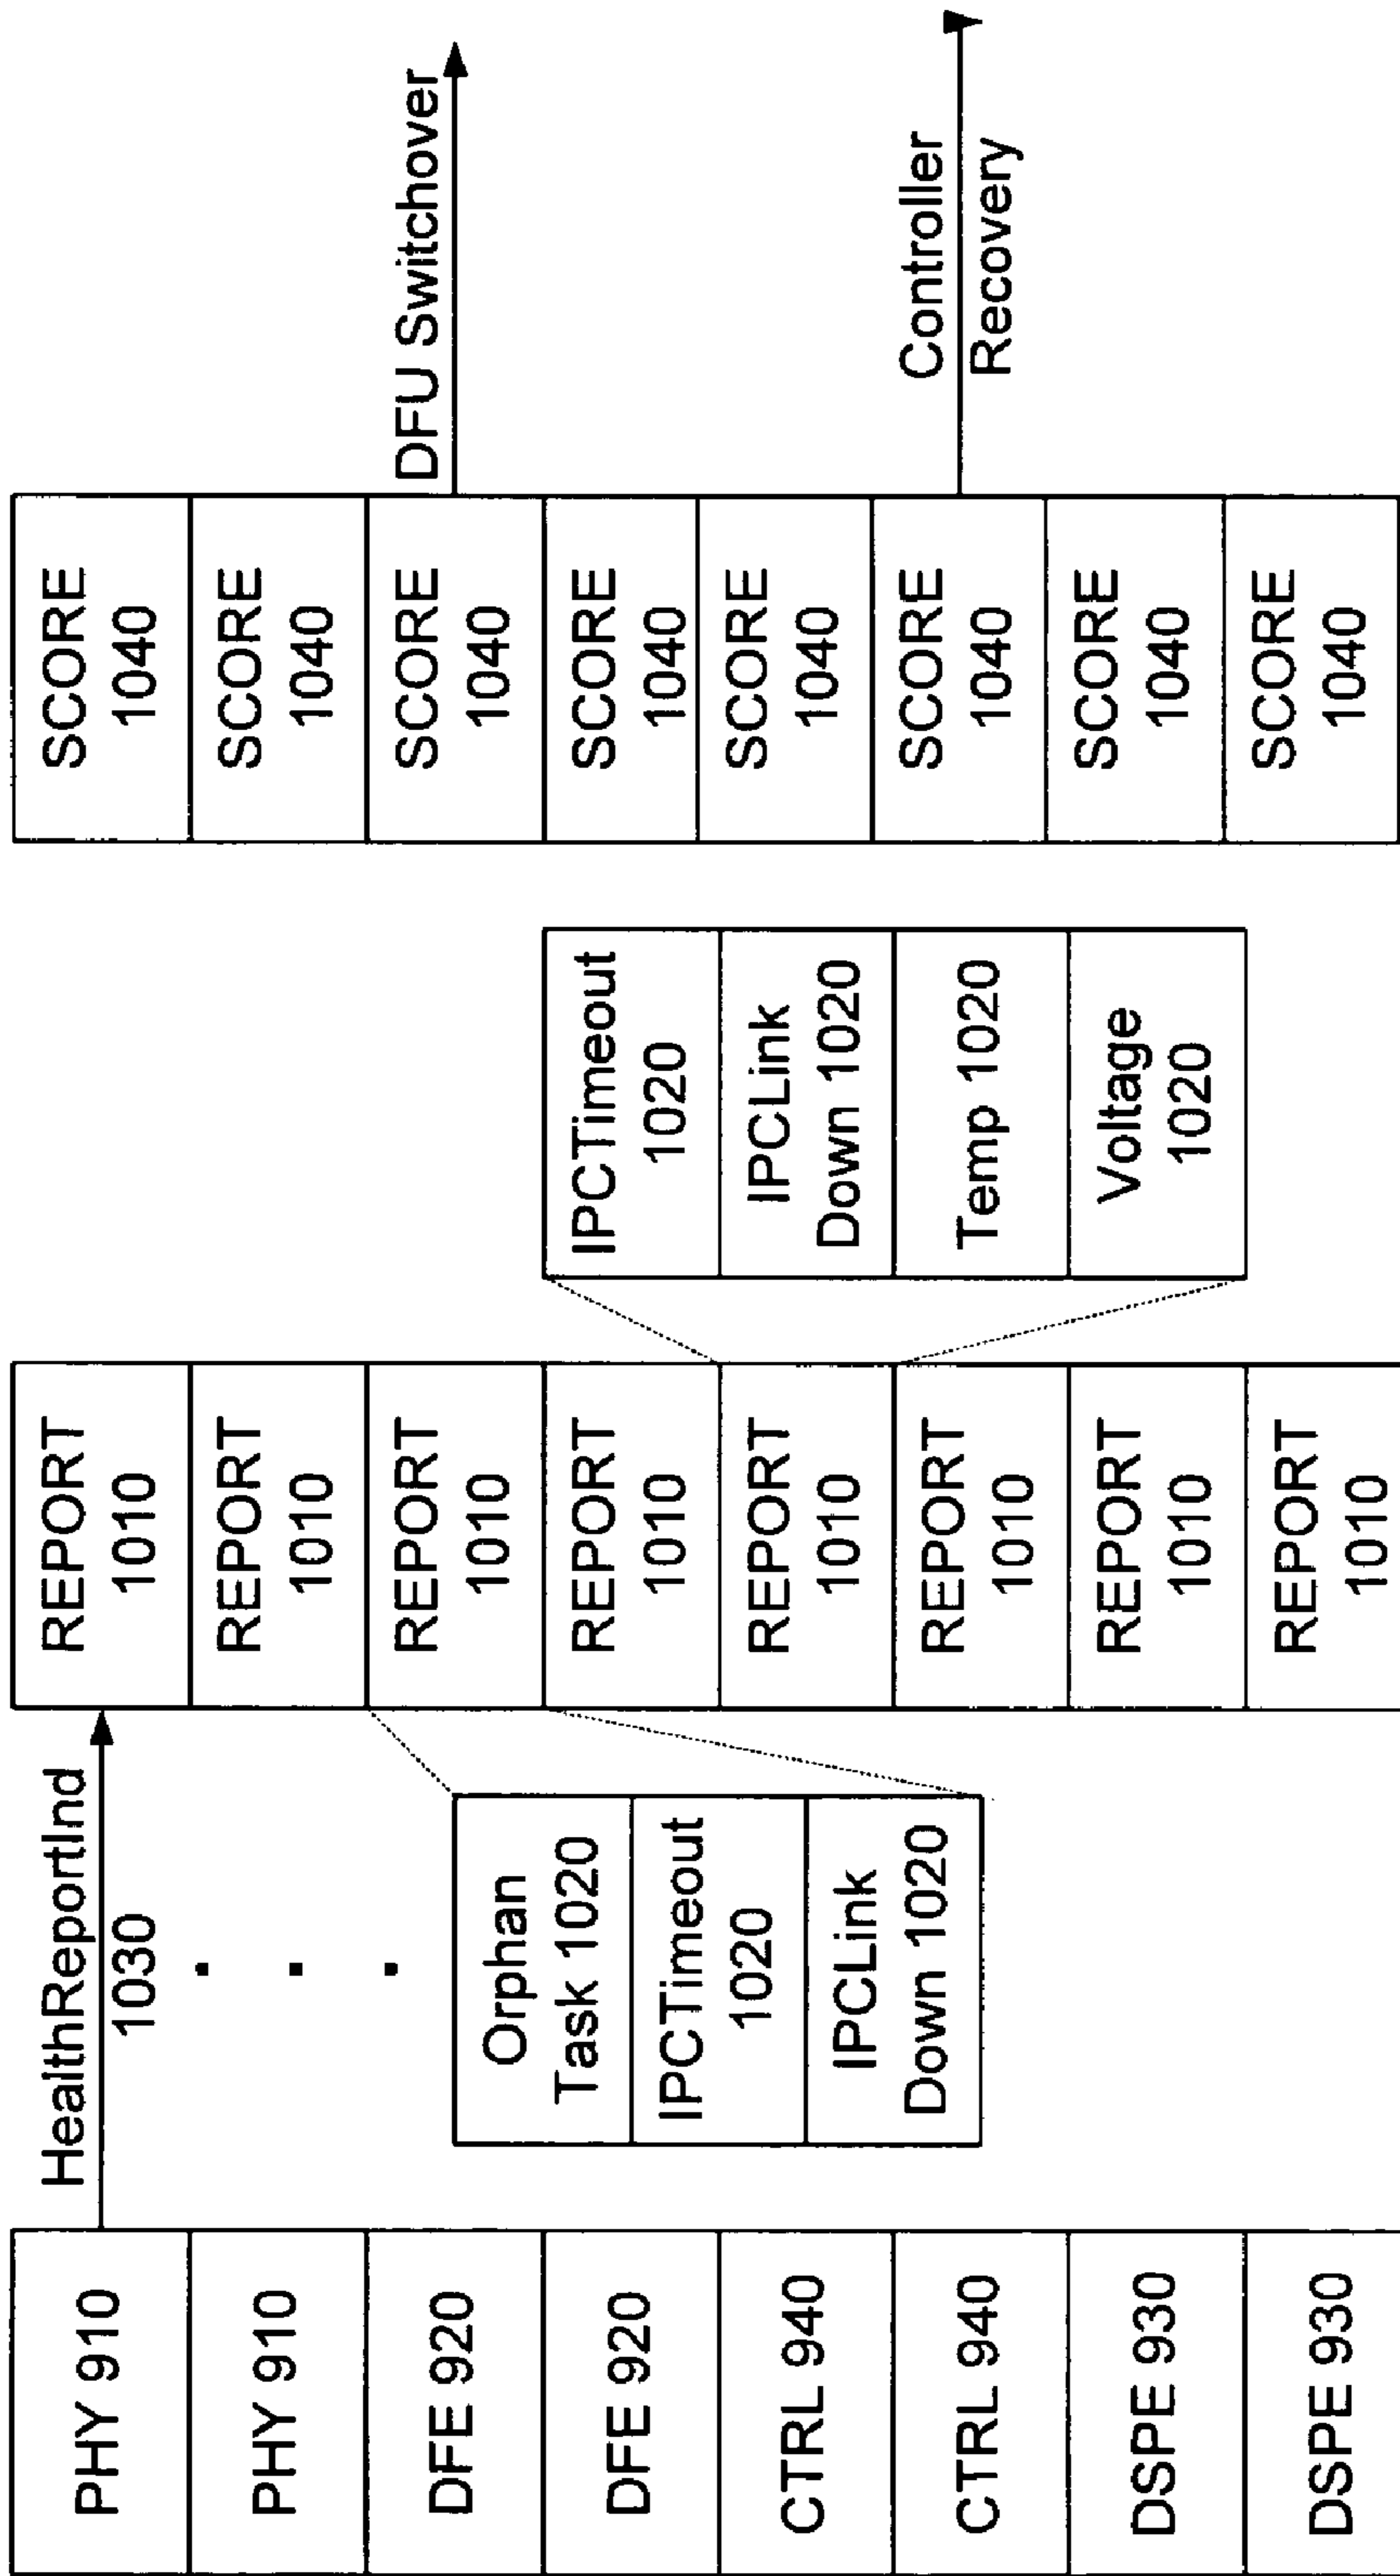 PHY 910
PHY 910
DFE 920
DFE 920
CTRL 940
CTRL 940
DSPE 930
DSPE 930
HealthReportInd
1030
Orphan
Task 1020
IPCTimeout
1020
IPCLink
Down 1020
REPORT
1010
REPORT
1010
REPORT
1010
REPORT
1010
REPORT
1010
REPORT
1010
REPORT
1010
REPORT
1010
IPCTimeout
1020
IPCLink
Down 1020
Temp 1020
Voltage
1020
SCORE
1040
SCORE
1040
SCORE
1040
SCORE
1040
SCORE
1040
SCORE
1040
SCORE
1040
SCORE
1040
DFU Switchover
Controller
Recovery